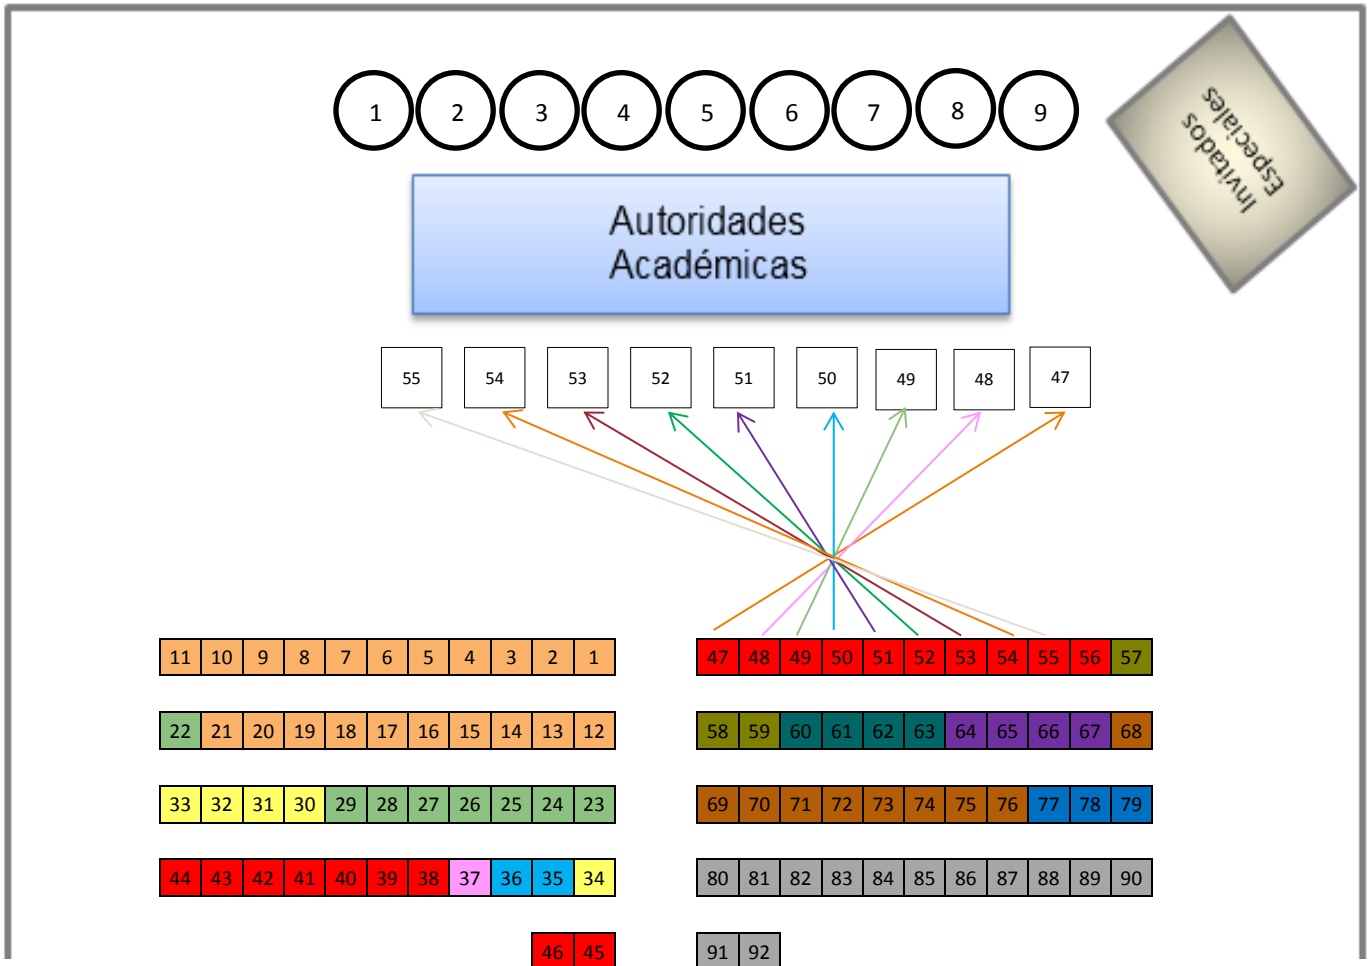 1 2 3 4 5 6 7 8 9
Invitados
Especiales
Autoridades
Académicas
55 54 53 52 51 50 49 48 47
11 10 9 8 7 6 5 4 3 2 1
47 48 49 50 51 52 53 54 55 56 57
22 21 20 19 18 17 16 15 14 13 12
58 59 60 61 62 63 64 65 66 67 68
33 32 31 30 29 28 27 26 25 24 23
69 70 71 72 73 74 75 76 77 78 79
44 43 42 41 40 39 38 37 36 35 34
80 81 82 83 84 85 86 87 88 89 90
46 45
91 92